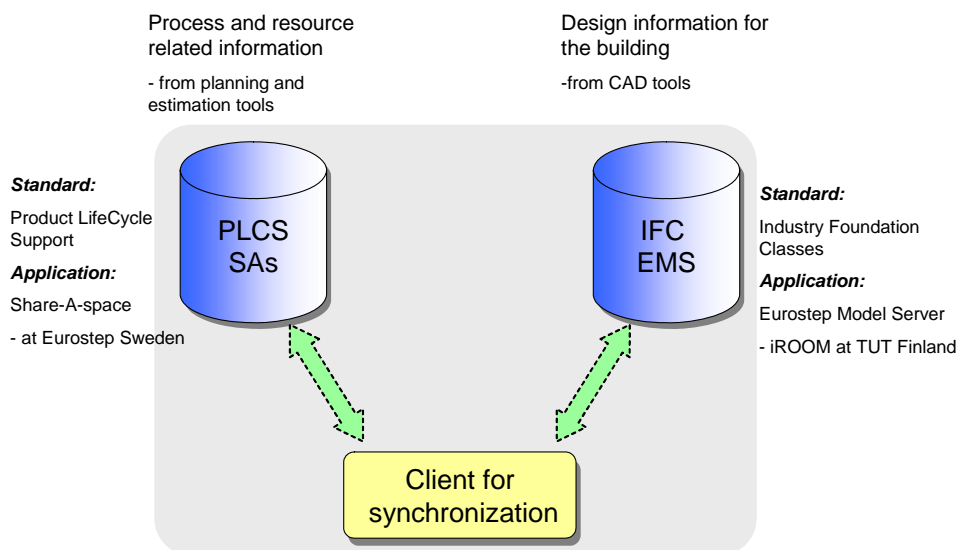 Process and resource
related information
- from planning and
estimation tools
Design information for
the building
-from CAD tools
Standard:
Product LifeCycle
Support
Application:
Share-A-space
- at Eurostep Sweden
PLCS
SAs
IFC
EMS
Standard:
Industry Foundation
Classes
Application:
Eurostep Model Server
- iROOM at TUT Finland
Client for
synchronization